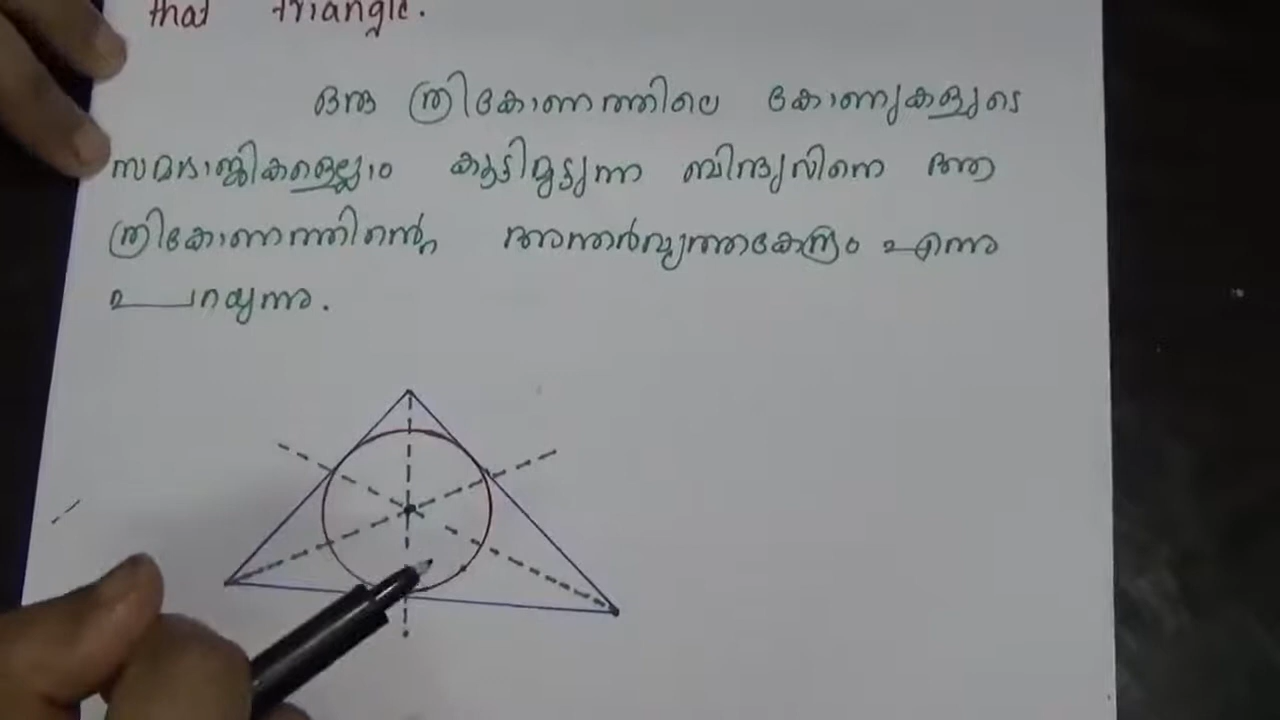 that triangle.
ഒരു ത്രികോണത്തിലെ കോണുകളുടെ
സമഭാജികളെല്ലാം കൂട്ടിമുട്ടുന്ന ബിന്ദുവിനെ ആ
ത്രികോണത്തിന്റെ അന്തർവൃത്തകേന്ദ്രം എന്നു
പറയുന്നു.